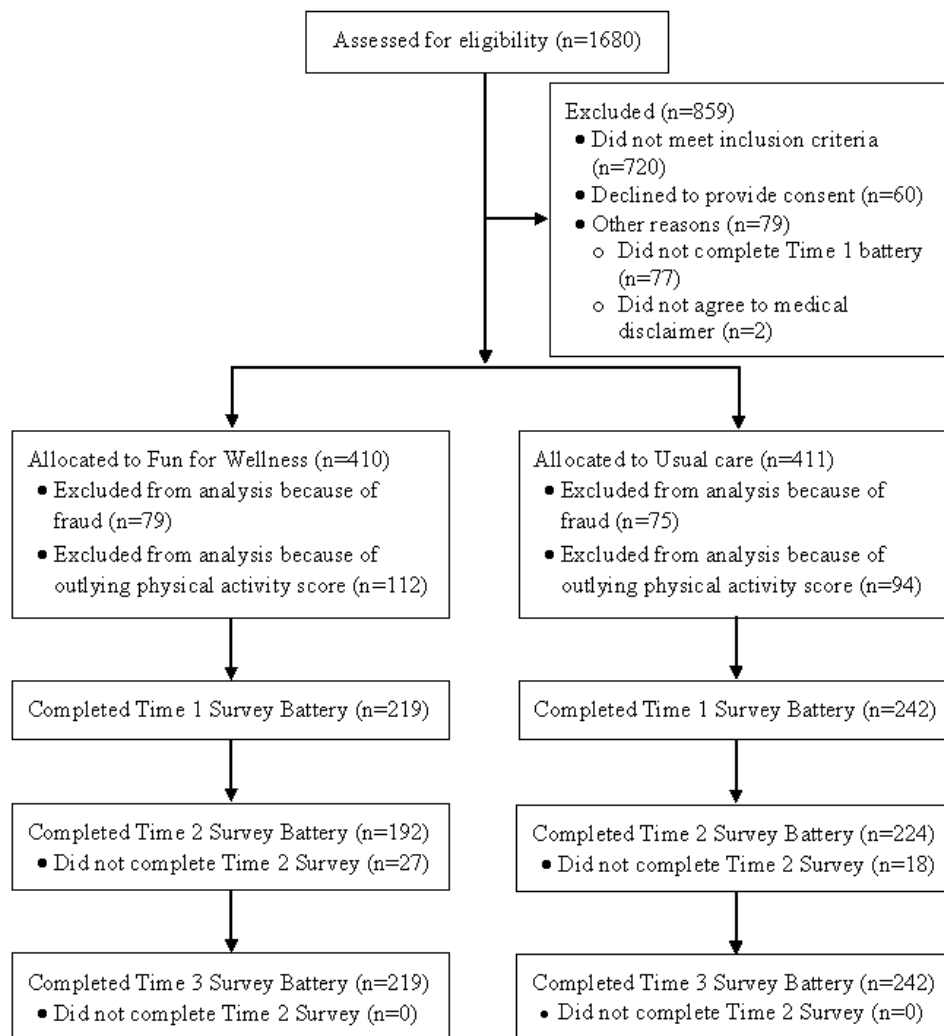 Assessed for eligibility (n=1680)
Excluded (n=859)
● Did not meet inclusion criteria
(n=720)
● Declined to provide consent (n=60)
● Other reasons (n=79)
○ Did not complete Time 1 battery
(n=77)
○ Did not agree to medical
disclaimer (n=2)
Allocated to Fun for Wellness (n=410)
● Excluded from analysis because of
fraud (n=79)
● Excluded from analysis because of
outlying physical activity score (n=112)
Allocated to Usual care (n=411)
● Excluded from analysis because of
fraud (n=75)
● Excluded from analysis because of
outlying physical activity score (n=94)
Completed Time 1 Survey Battery (n=219)
Completed Time 1 Survey Battery (n=242)
Completed Time 2 Survey Battery (n=192)
● Did not complete Time 2 Survey (n=27)
Completed Time 2 Survey Battery (n=224)
● Did not complete Time 2 Survey (n=18)
Completed Time 3 Survey Battery (n=219)
● Did not complete Time 2 Survey (n=0)
Completed Time 3 Survey Battery (n=242)
● Did not complete Time 2 Survey (n=0)